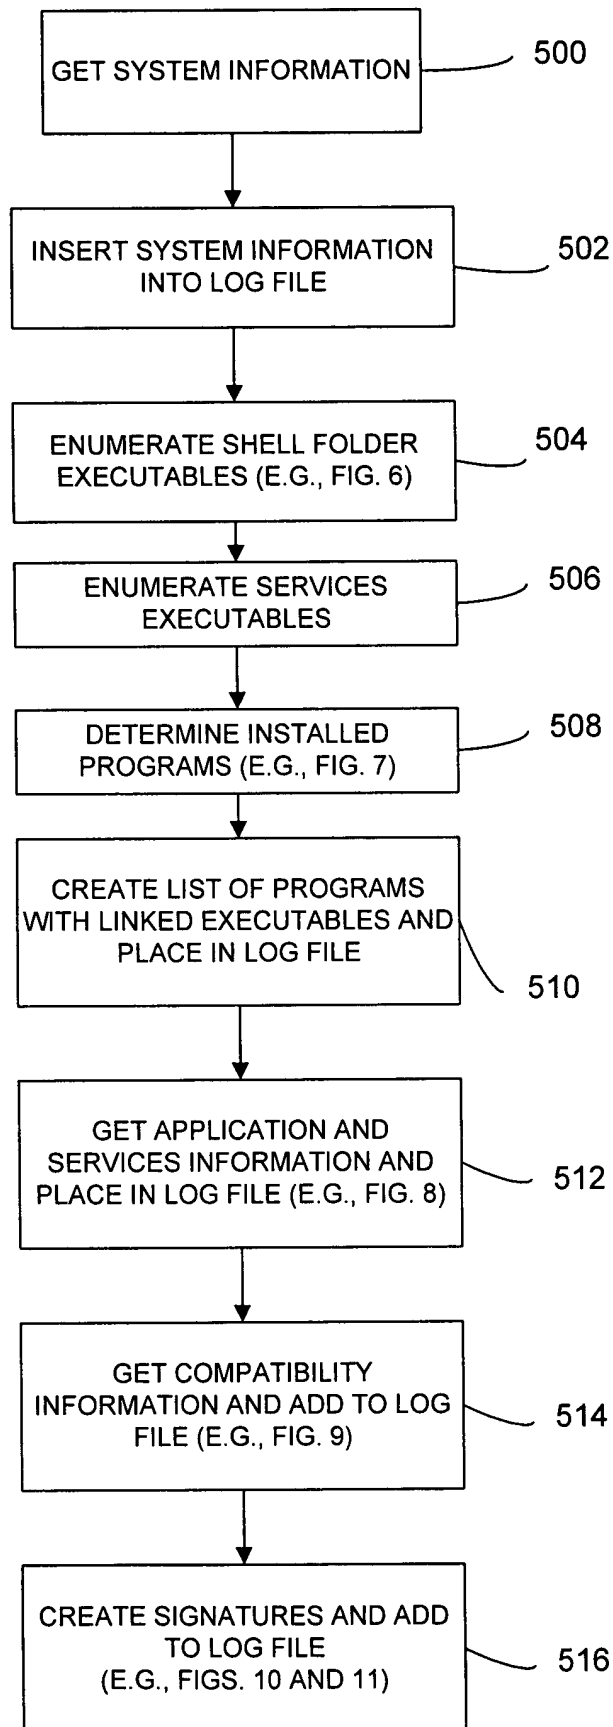 GET SYSTEM INFORMATION
500
INSERT SYSTEM INFORMATION
INTO LOG FILE
502
ENUMERATE SHELL FOLDER
EXECUTABLES (E.G., FIG. 6)
504
ENUMERATE SERVICES
EXECUTABLES
506
DETERMINE INSTALLED
PROGRAMS (E.G., FIG. 7)
508
CREATE LIST OF PROGRAMS
WITH LINKED EXECUTABLES AND
PLACE IN LOG FILE
510
GET APPLICATION AND
SERVICES INFORMATION AND
PLACE IN LOG FILE (E.G., FIG. 8)
512
GET COMPATIBILITY
INFORMATION AND ADD TO LOG
FILE (E.G., FIG. 9)
514
CREATE SIGNATURES AND ADD
TO LOG FILE
(E.G., FIGS. 10 AND 11)
516